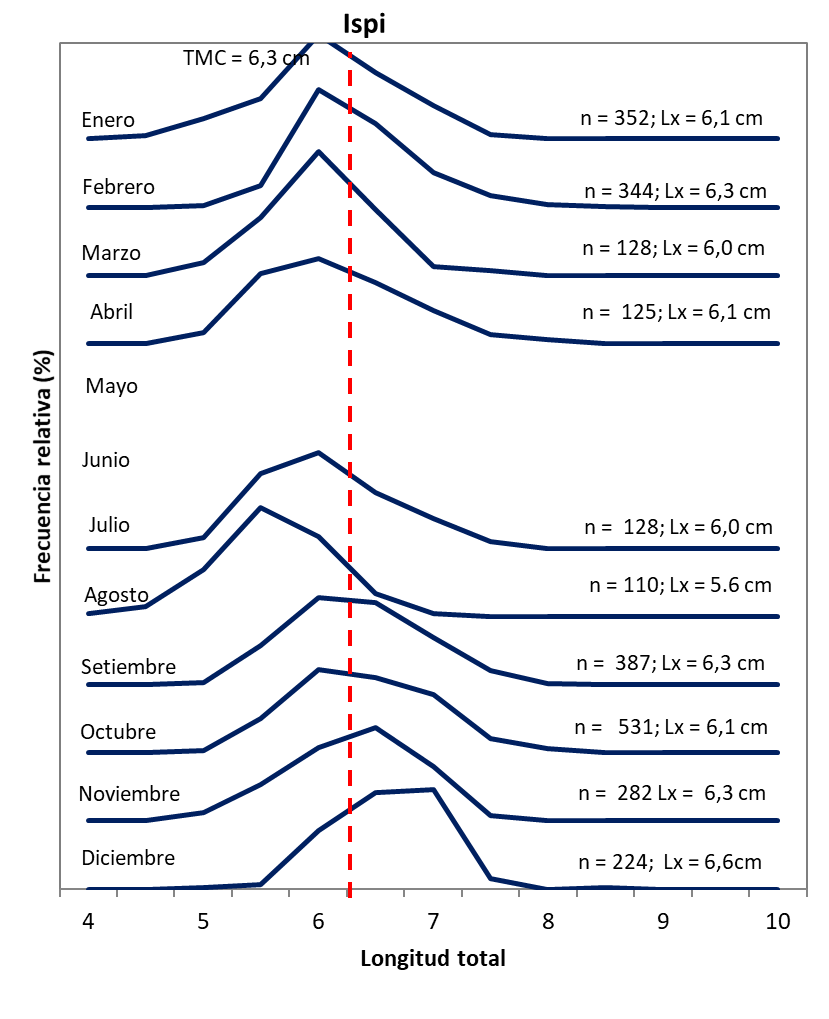 Ispi
TMC = 6,3 cm
Enero
n = 352; Lx = 6,1 cm
Febrero
n = 344; Lx = 6,3 cm
Marzo
n = 128; Lx = 6,0 cm
Abril
n = 125; Lx = 6,1 cm
Mayo
Junio
Julio
n = 128; Lx = 6,0 cm
Agosto
n = 110; Lx = 5.6 cm
Setiembre
n = 387; Lx = 6,3 cm
Octubre
n = 531; Lx = 6,1 cm
Noviembre
n = 282 Lx = 6,3 cm
Diciembre
n = 224; Lx = 6,6cm
Frecuencia relativa (%)
4 5 6 7 8 9 10
Longitud total